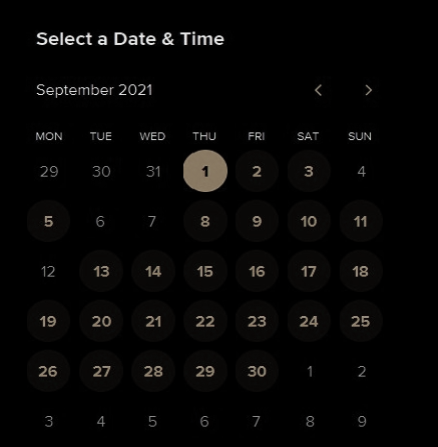 Select a Date & Time
September 2021
MON TUE WED THU FRI SAT SUN
29 30 31 1 2 3 4
5 6 7 8 9 10 11
12 13 14 15 16 17 18
19 20 21 22 23 24 25
26 27 28 29 30 1 2
3 4 5 6 7 8 9